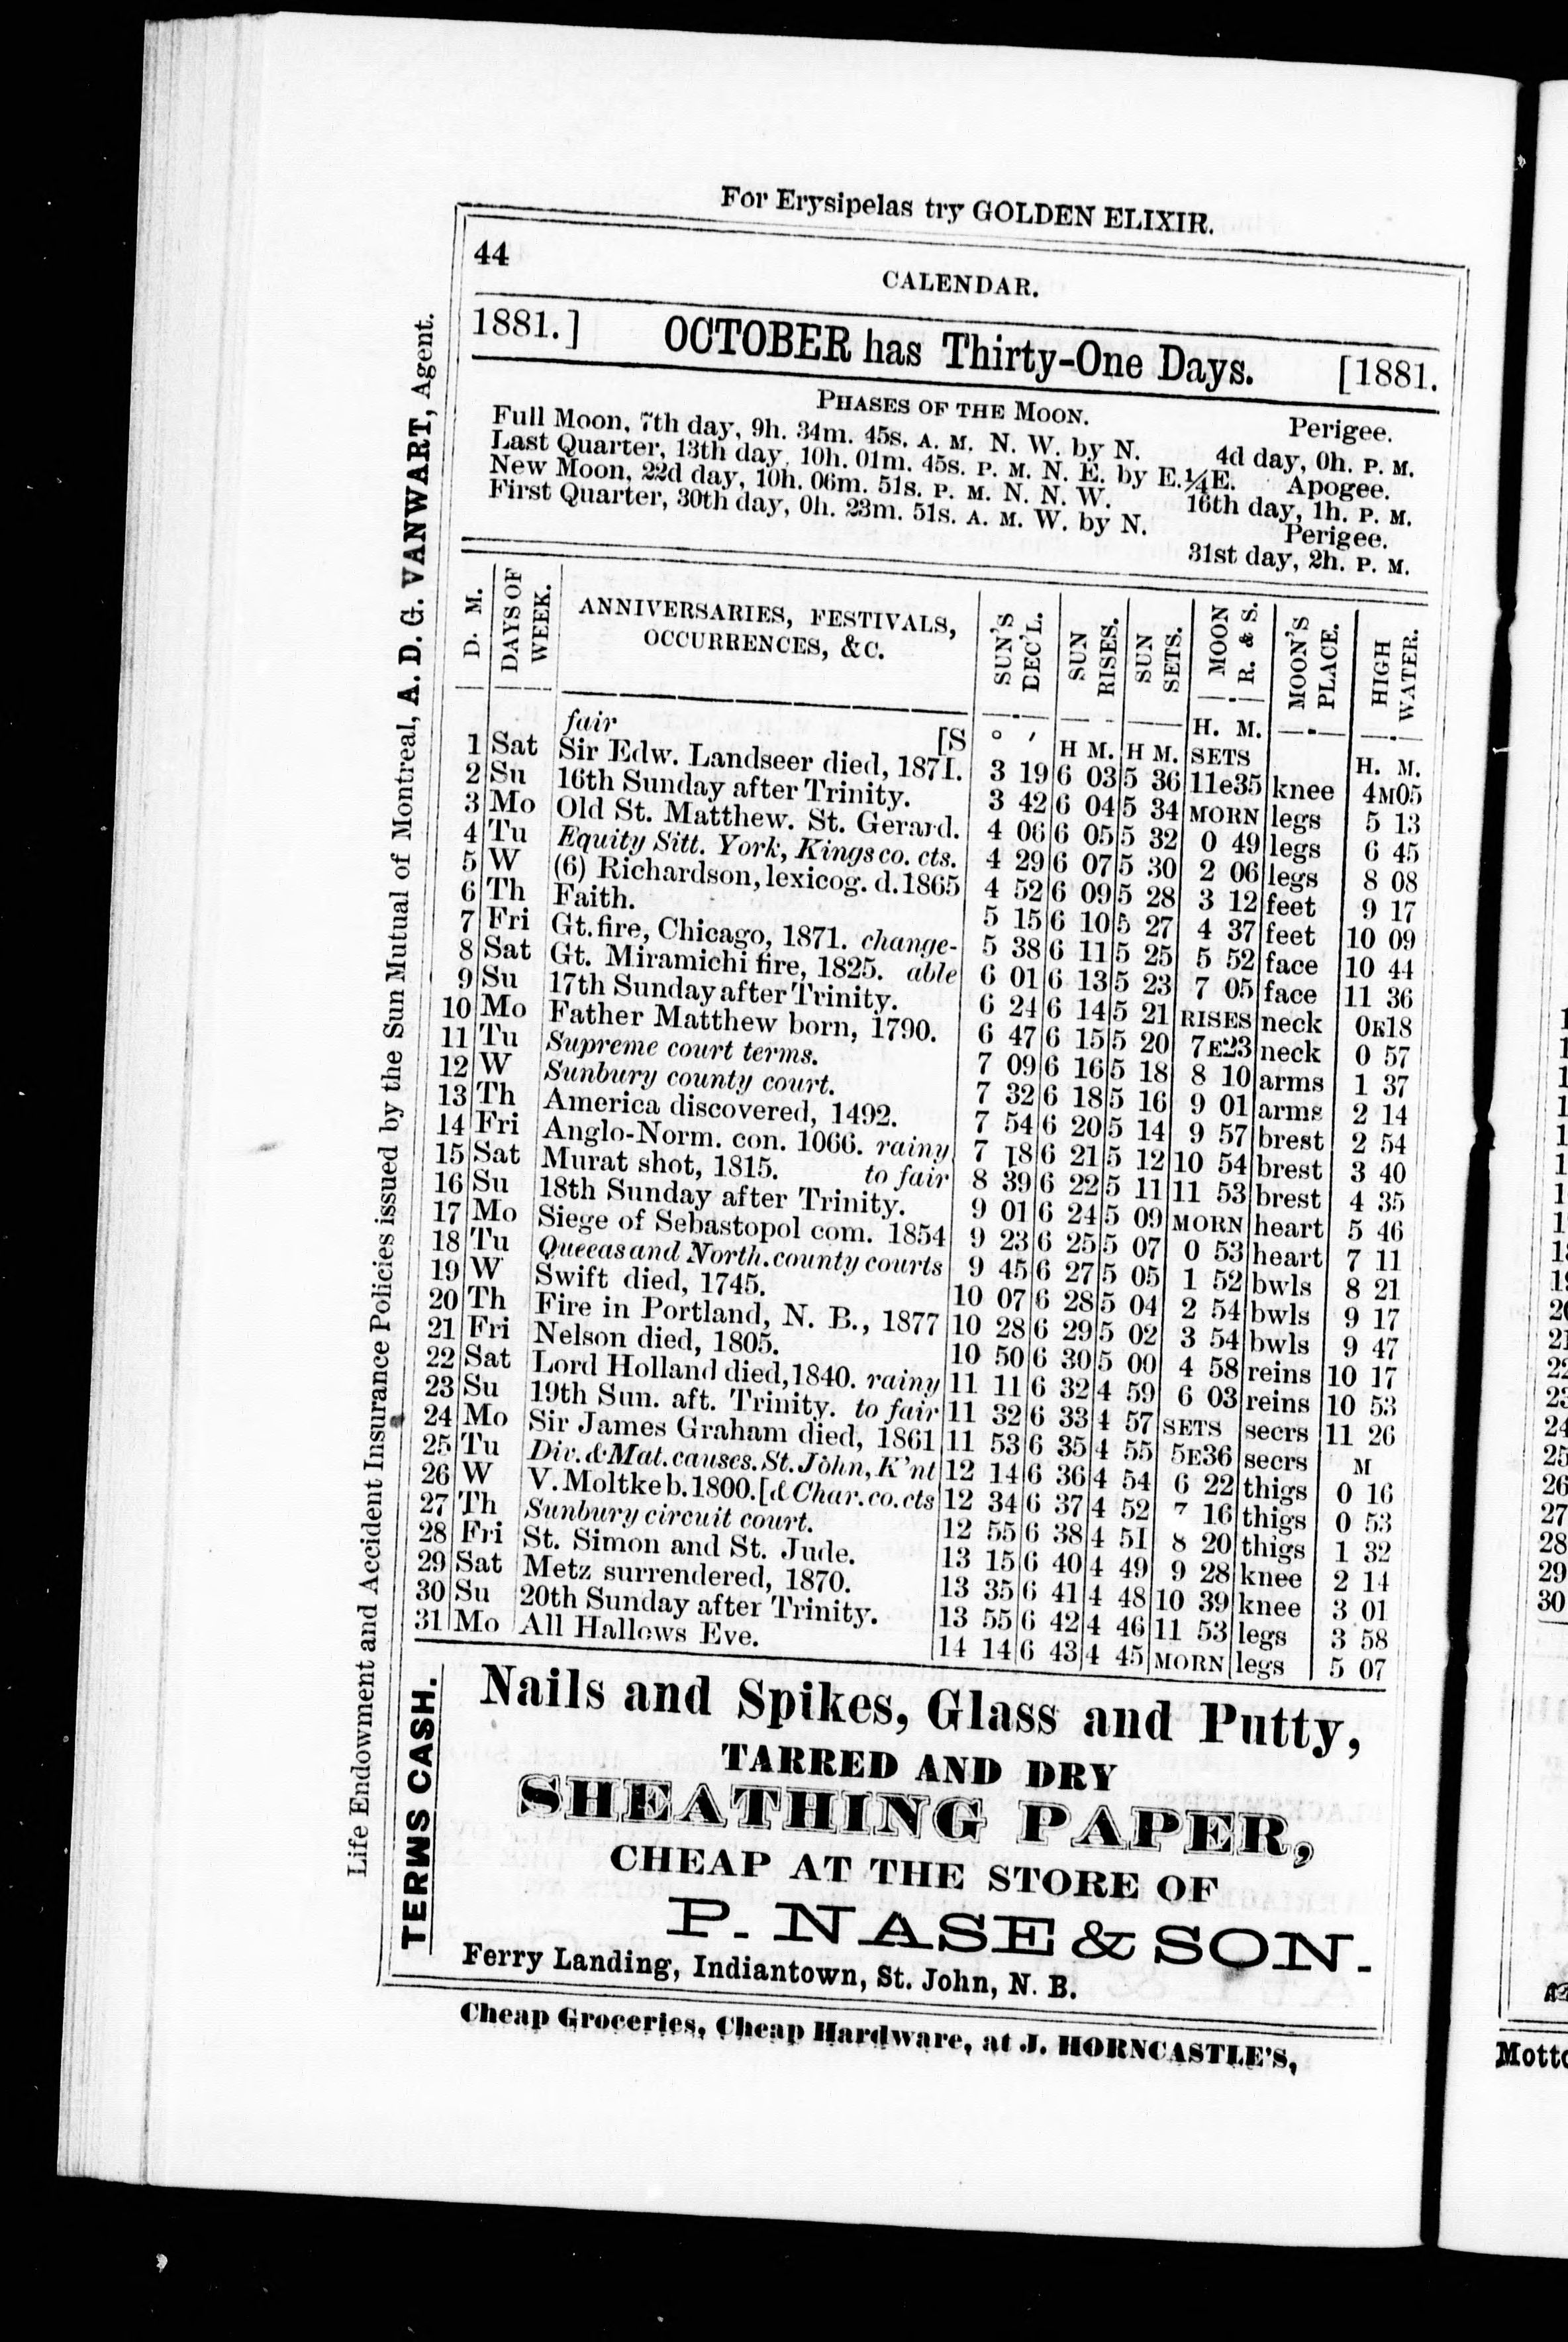 For Erysipelas try GOLDEN ELIXIR.
44
CALENDAR.
1881.] OCTOBER has Thirty-One Days. [1881.
PHASES OF THE MOON.
Full Moon, 7th day, 9h. 34m. 45s. A. M. N. W. by N.
Last Quarter, 13th day, 10h. 01m. 45s. P. M. N. E. by E.¼E.
New Moon, 22d day, 10h. 06m. 51s. P. M. N. N. W.
First Quarter, 30th day, 0h. 23m. 51s. A. M. W. by N.
Perigee.
4d day, 0h. P. M.
Apogee.
16th day, 1h. P. M.
Perigee.
31st day, 2h. P. M.
D. M. DAYS OF WEEK. ANNIVERSARIES, FESTIVALS, OCCURRENCES, &C. SUN'S DEC'L. SUN RISES. SUN SETS. MOON R. & S. MOON'S PLACE. HIGH WATER.
fair [S ° ′ H M. H M. H. M. SETS H. M.
1 Sat Sir Edw. Landseer died, 1871. 3 19 6 03 5 36 11e35 knee 4M05
2 Su 16th Sunday after Trinity. 3 42 6 04 5 34 MORN legs 5 13
3 Mo Old St. Matthew. St. Gerard. 4 06 6 05 5 32 0 49 legs 6 45
4 Tu Equity Sitt. York, Kings co. cts. 4 29 6 07 5 30 2 06 legs 8 08
5 W (6) Richardson, lexicog. d. 1865 4 52 6 09 5 28 3 12 feet 9 17
6 Th Faith. 5 15 6 10 5 27 4 37 feet 10 09
7 Fri Gt. fire, Chicago, 1871. change- 5 38 6 11 5 25 5 52 face 10 44
8 Sat Gt. Miramichi fire, 1825. able 6 01 6 13 5 23 7 05 face 11 36
9 Su 17th Sunday after Trinity. 6 24 6 14 5 21 RISES neck 0E18
10 Mo Father Matthew born, 1790. 6 47 6 15 5 20 7E23 neck 0 57
11 Tu Supreme court terms. 7 09 6 16 5 18 8 10 arms 1 37
12 W Sunbury county court. 7 32 6 18 5 16 9 01 arms 2 14
13 Th America discovered, 1492. 7 54 6 20 5 14 9 57 brest 2 54
14 Fri Anglo-Norm. con. 1066. rainy 7 18 6 21 5 12 10 54 brest 3 40
15 Sat Murat shot, 1815. to fair 8 39 6 22 5 11 11 53 brest 4 35
16 Su 18th Sunday after Trinity. 9 01 6 24 5 09 MORN heart 5 46
17 Mo Siege of Sebastopol com. 1854 9 23 6 25 5 07 0 53 heart 7 11
18 Tu Queeas and North. county courts 9 45 6 27 5 05 1 52 bwls 8 21
19 W Swift died, 1745. 10 07 6 28 5 04 2 54 bwls 9 17
20 Th Fire in Portland, N. B., 1877 10 28 6 29 5 02 3 54 bwls 9 47
21 Fri Nelson died, 1805. 10 50 6 30 5 00 4 58 reins 10 17
22 Sat Lord Holland died, 1840. rainy 11 11 6 32 4 59 6 03 reins 10 53
23 Su 19th Sun. aft. Trinity. to fair 11 32 6 33 4 57 SETS secrs 11 26
24 Mo Sir James Graham died, 1861 11 53 6 35 4 55 5E36 secrs M
25 Tu Div. & Mat. causes. St. John, K'nt 12 14 6 36 4 54 6 22 thigs 0 16
26 W V. Moltke b. 1800. [& Char. co. cts 12 34 6 37 4 52 7 16 thigs 0 53
27 Th Sunbury circuit court. 12 55 6 38 4 51 8 20 thigs 1 32
28 Fri St. Simon and St. Jude. 13 15 6 40 4 49 9 28 knee 2 14
29 Sat Metz surrendered, 1870. 13 35 6 41 4 48 10 39 knee 3 01
30 Su 20th Sunday after Trinity. 13 55 6 42 4 46 11 53 legs 3 58
31 Mo All Hallows Eve. 14 14 6 43 4 45 MORN legs 5 07
TERMS CASH.
Nails and Spikes, Glass and Putty,
TARRED AND DRY
SHEATHING PAPER,
CHEAP AT THE STORE OF
P. NASE & SON.
Ferry Landing, Indiantown, St. John, N. B.
Cheap Groceries, Cheap Hardware, at J. HORNCASTLE'S,
Life Endowment and Accident Insurance Policies issued by the Sun Mutual of Montreal, A. D. G. VANWART, Agent.